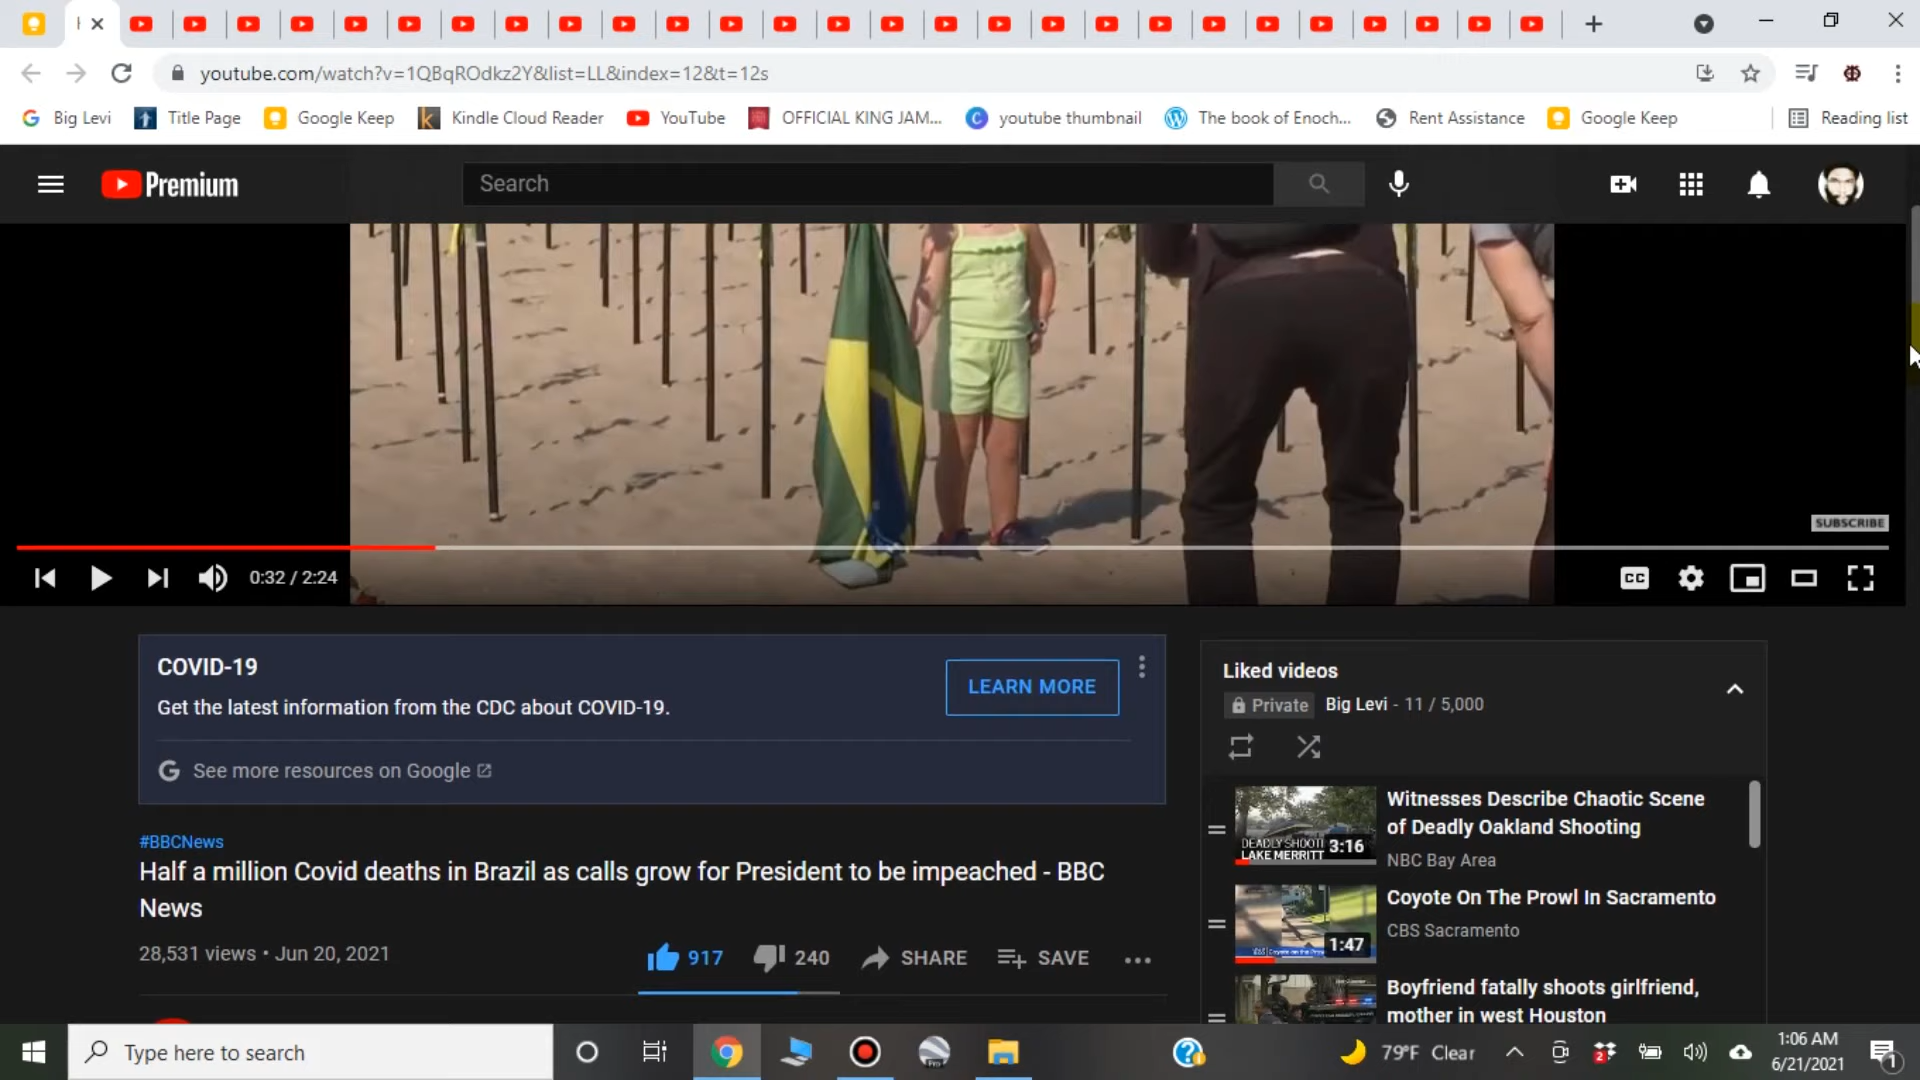 youtube.com/watch?v=1QBqROdkz2Y&list=LL&index=12&t=12s
Big Levi Title Page Google Keep Kindle Cloud Reader YouTube OFFICIAL KING JAM... youtube thumbnail The book of Enoch... Rent Assistance Google Keep Reading list
Premium
Search
SUBSCRIBE
0:32 / 2:24
CC
COVID-19
Get the latest information from the CDC about COVID-19.
LEARN MORE
See more resources on Google
#BBCNews
Half a million Covid deaths in Brazil as calls grow for President to be impeached - BBC
News
28,531 views • Jun 20, 2021
917 240 SHARE SAVE
Liked videos
Private Big Levi - 11 / 5,000
DEADLY SHOOTI
LAKE MERRITT
3:16
Witnesses Describe Chaotic Scene
of Deadly Oakland Shooting
NBC Bay Area
1:47
Coyote On The Prowl In Sacramento
CBS Sacramento
Boyfriend fatally shoots girlfriend,
mother in west Houston
Type here to search
79°F Clear
2
1:06 AM
6/21/2021
1